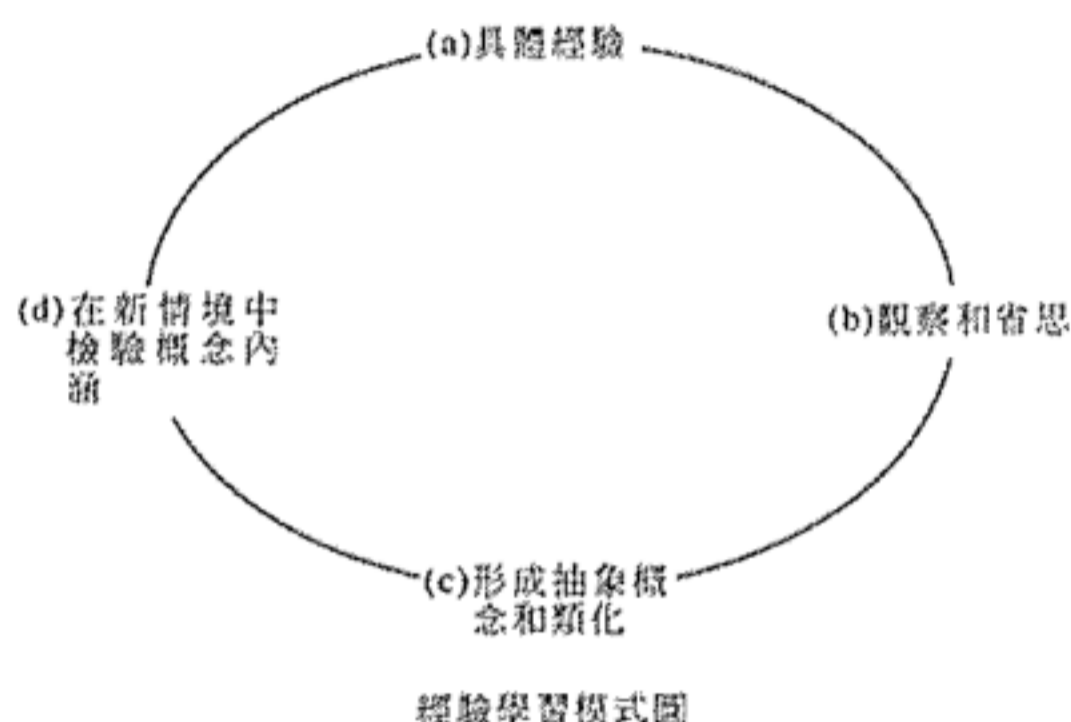 (a)具體經驗
(b)觀察和省思
(c)形成抽象概
念和類化
(d)在新情境中
檢驗概念內
涵
經驗學習模式圖